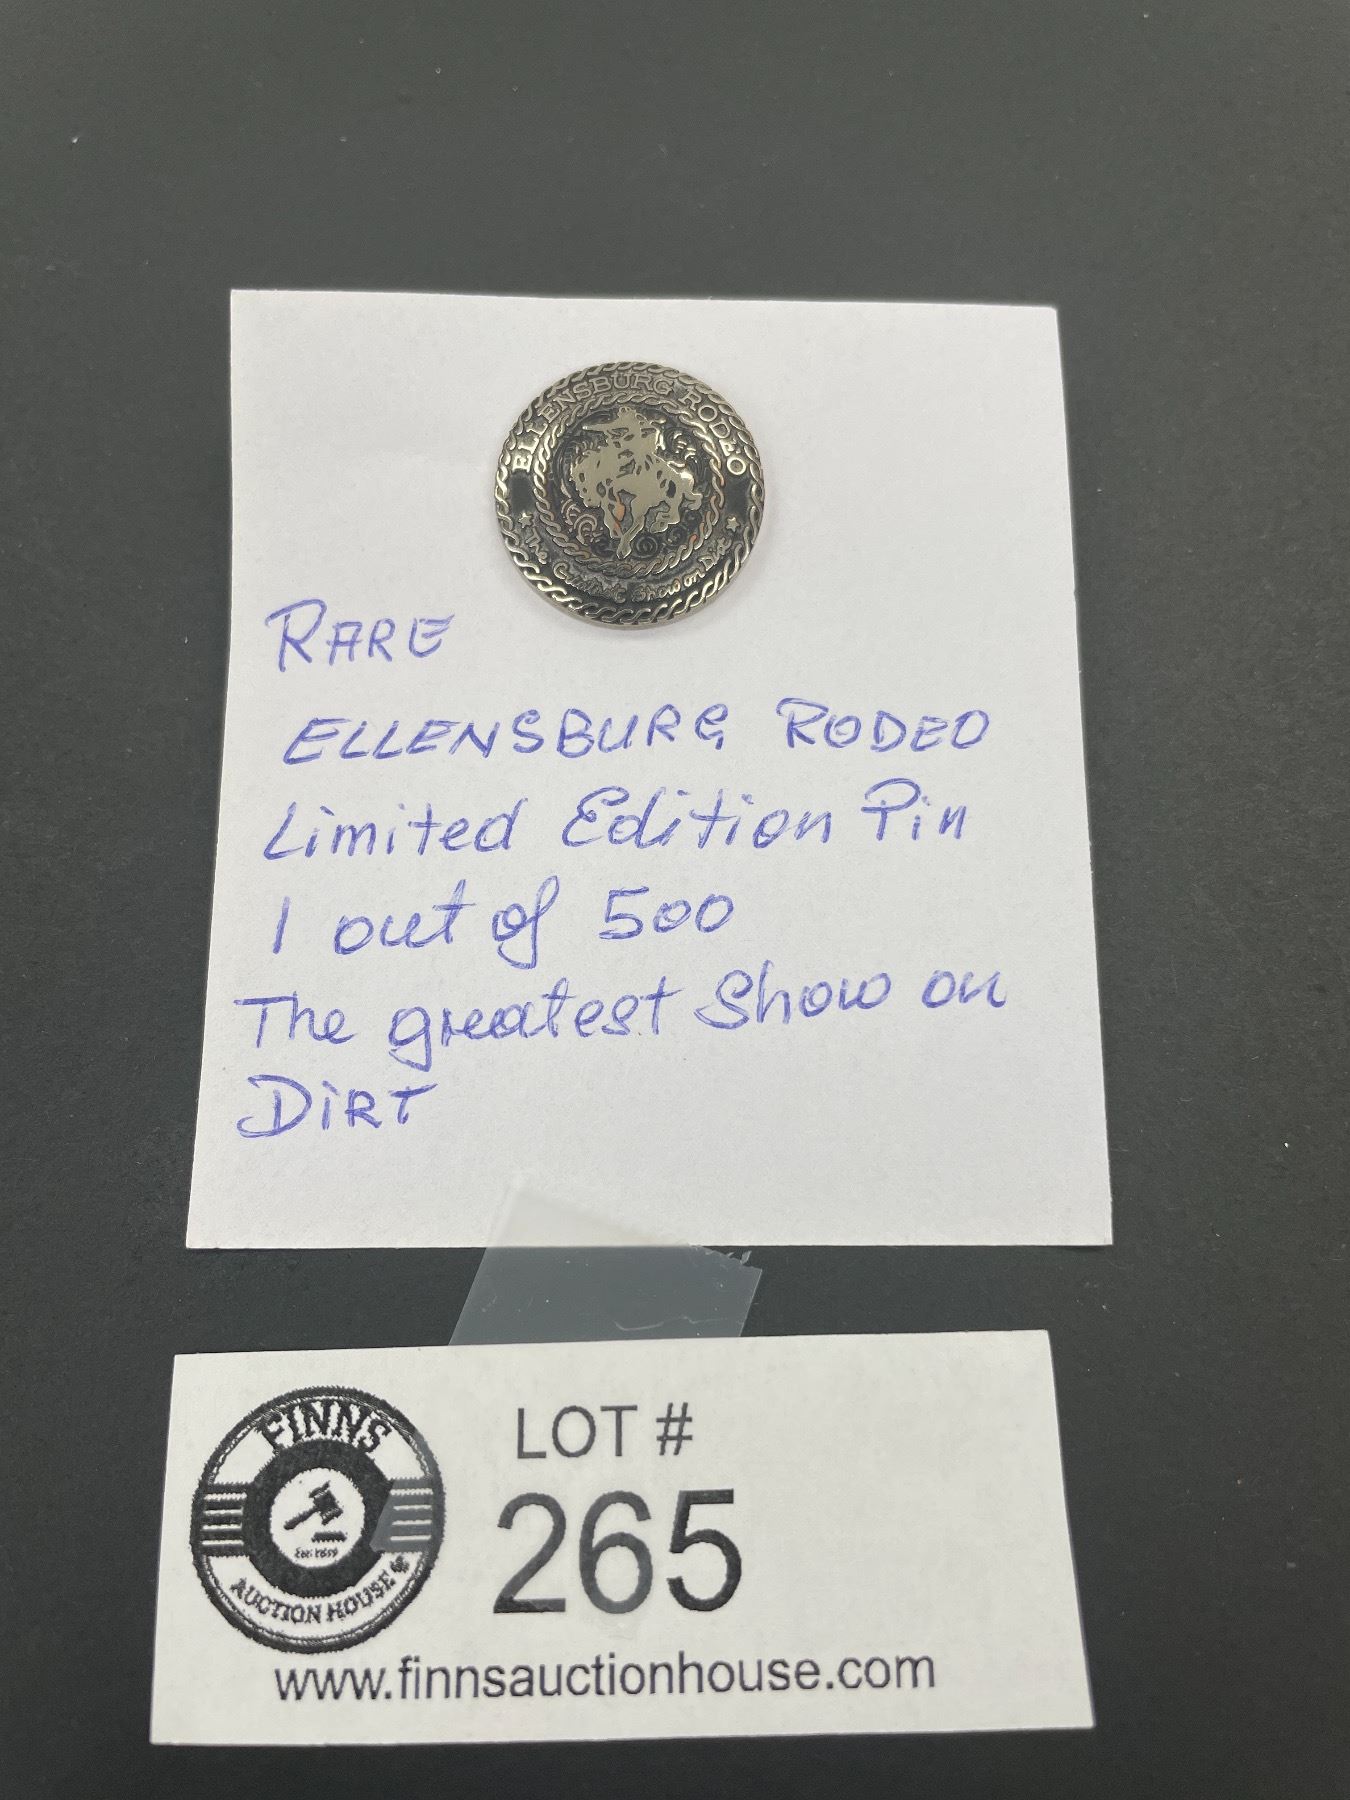 ELLENSBURG RODEO
The Greatest Show on Dirt
RARE
ELLENSBURG RODEO
Limited Edition Pin
1 out of 500
The greatest Show on
DiRT
FINNS
AUCTION HOUSE
LOT #
265
www.finnsauctionhouse.com